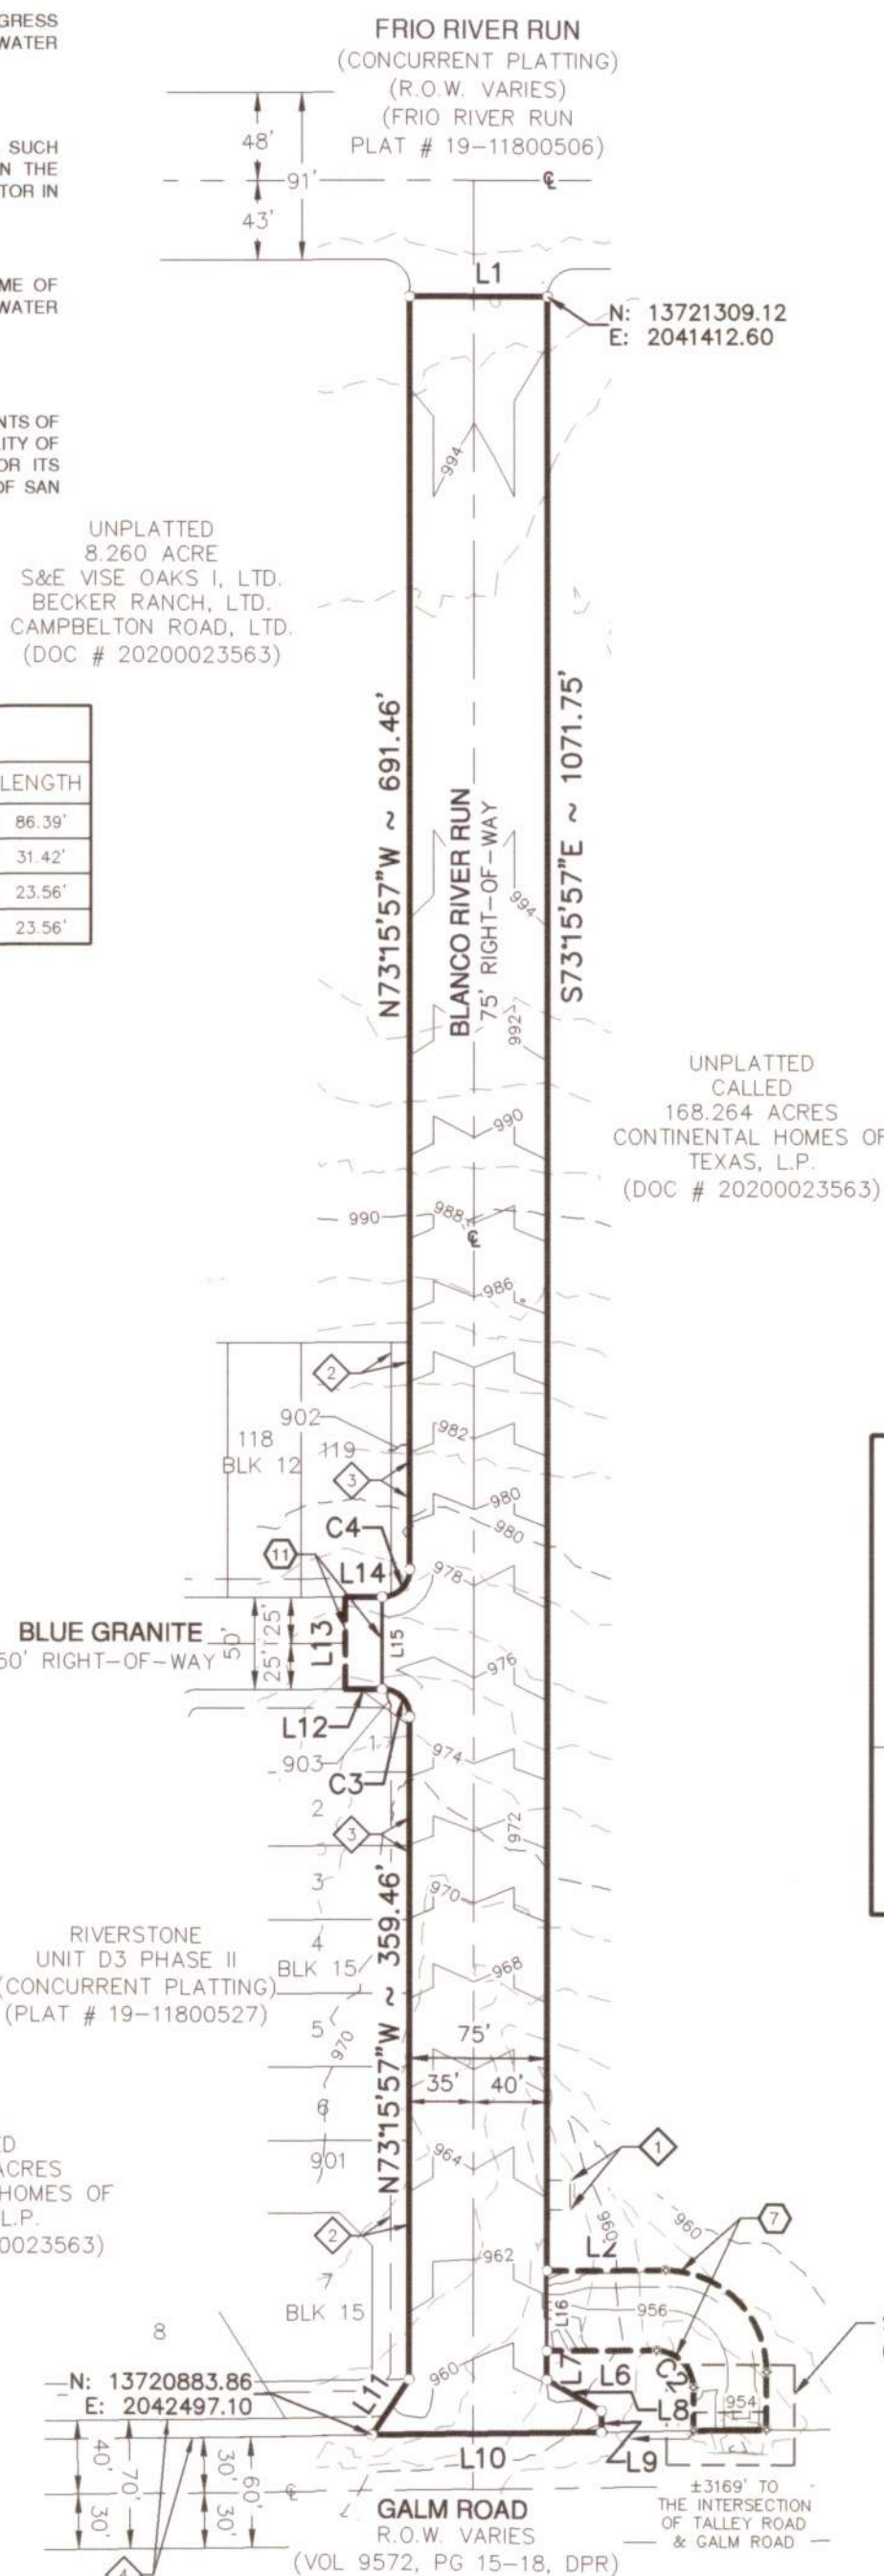 GRESS
WATER
SUCH
N THE
TOR IN
ME OF
WATER
NTS OF
LITY OF
OR ITS
OF SAN
FRIO RIVER RUN
(CONCURRENT PLATTING)
(R.O.W. VARIES)
(FRIO RIVER RUN
PLAT # 19-11800506)
48'
91'
43'
℄
L1
N: 13721309.12
E: 2041412.60
994
UNPLATTED
8.260 ACRE
S&E VISE OAKS I, LTD.
BECKER RANCH, LTD.
CAMPBELTON ROAD, LTD.
(DOC # 20200023563)
LENGTH
86.39'
31.42'
23.56'
23.56'
N73°15'57"W ~ 691.46'
BLANCO RIVER RUN
75' RIGHT-OF-WAY
S73°15'57"E ~ 1071.75'
994
992
UNPLATTED
CALLED
168.264 ACRES
CONTINENTAL HOMES OF
TEXAS, L.P.
(DOC # 20200023563)
990
990
988
℄
986
2
902
118
119
BLK 12
982
3
980
980
C4
11
L14
978
BLUE GRANITE
50' RIGHT-OF-WAY
50'
25'
25'
L13
L15
976
L12
903
1
974
C3
2
3
972
3
970
4
BLK 15
968
RIVERSTONE
UNIT D3 PHASE II
(CONCURRENT PLATTING)
(PLAT # 19-11800527)
N73°15'57"W ~ 359.46'
5
970
75'
35'
40'
6
901
964
1
D
ACRES
HOMES OF
L.P.
0023563)
2
960
960
7
L2
962
7
BLK 15
L16
956
8
960
L7
C2
L6
N: 13720883.86
E: 2042497.10
L11
L8
954
L10
L9
40'
30'
70'
30'
30'
60'
℄
GALM ROAD
R.O.W. VARIES
(VOL 9572, PG 15-18, DPR)
±3169' TO
THE INTERSECTION
OF TALLEY ROAD
& GALM ROAD
4